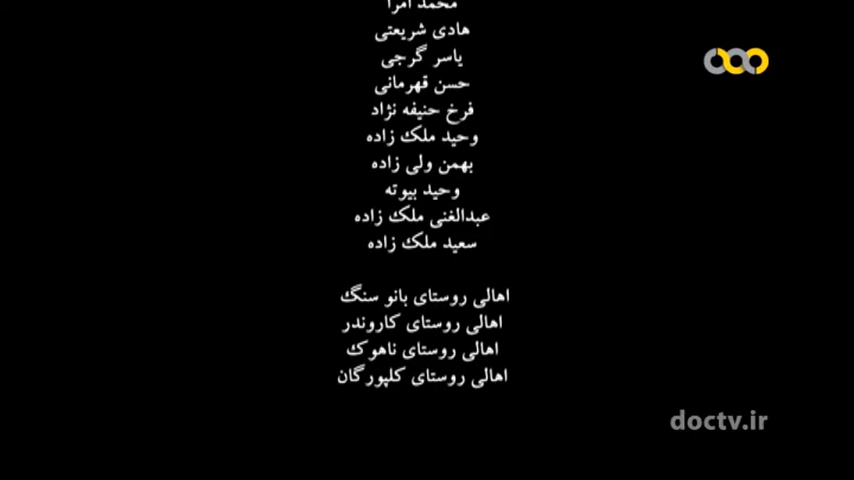 محمد امرا
هادی شریعتی
یاسر گرجی
حسن قهرمانی
فرخ حنیفه نژاد
وحید ملک زاده
بهمن ولی زاده
وحید بیوته
عبدالغنی ملک زاده
سعید ملک زاده
اهالی روستای بانو سنگ
اهالی روستای کاروندر
اهالی روستای ناهوک
اهالی روستای کلپورگان
doctv.ir